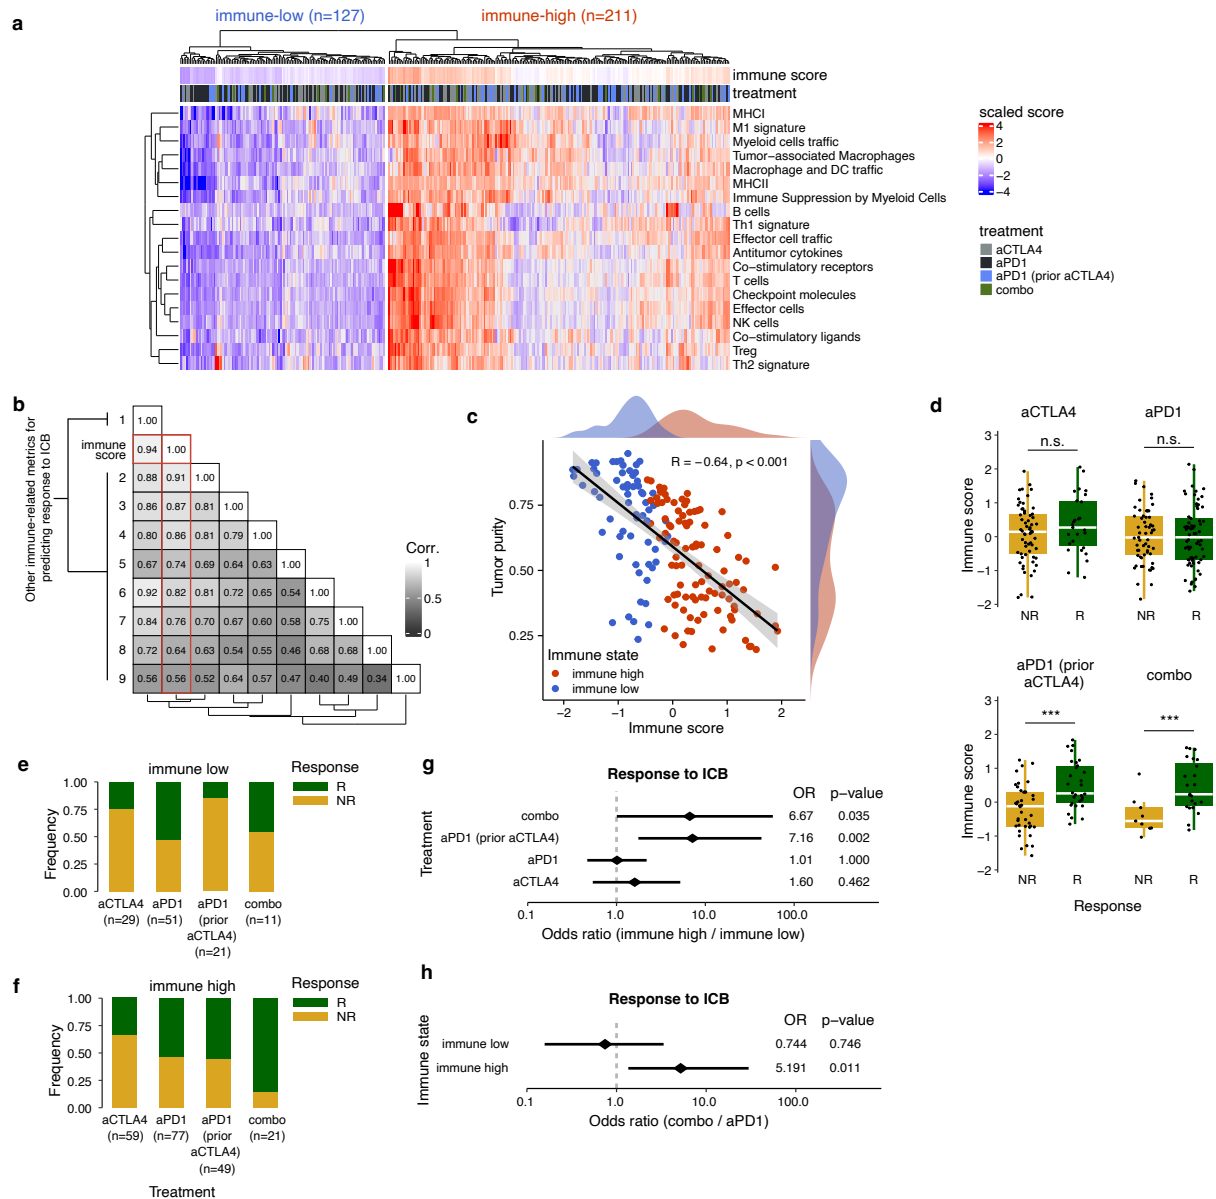 a
immune-low (n=127)
immune-high (n=211)
immune score
treatment
MHCI
M1 signature
Myeloid cells traffic
Tumor-associated Macrophages
Macrophage and DC traffic
MHCII
Immune Suppression by Myeloid Cells
B cells
Th1 signature
Effector cell traffic
Antitumor cytokines
Co-stimulatory receptors
T cells
Checkpoint molecules
Effector cells
NK cells
Co-stimulatory ligands
Treg
Th2 signature
scaled score
4
2
0
−2
−4
treatment
aCTLA4
aPD1
aPD1 (prior aCTLA4)
combo
b
Other immune-related metrics for
predicting response to ICB
1 1.00
immune
score
0.94 1.00
2 0.88 0.91 1.00
3 0.86 0.87 0.81 1.00
4 0.80 0.86 0.81 0.79 1.00
5 0.67 0.74 0.69 0.64 0.63 1.00
6 0.92 0.82 0.81 0.72 0.65 0.54 1.00
7 0.84 0.76 0.70 0.67 0.60 0.58 0.75 1.00
8 0.72 0.64 0.63 0.54 0.55 0.46 0.68 0.68 1.00
9 0.56 0.56 0.52 0.64 0.57 0.47 0.40 0.49 0.34 1.00
Corr.
1
0.5
0
c
R = −0.64, p < 0.001
Tumor purity
0.75
0.50
0.25
Immune state
immune high
immune low
−2 −1 0 1 2
Immune score
d
aCTLA4 aPD1
n.s. n.s.
Immune score
3
2
1
0
−1
−2
NR R NR R
aPD1 (prior
aCTLA4)
combo
*** ***
Immune score
3
2
1
0
−1
−2
NR R NR R
Response
e
immune low
Response
R
NR
Frequency
1.00
0.75
0.50
0.25
0.00
aCTLA4 aPD1 aPD1 combo
(n=29) (n=51) (prior (n=11)
aCTLA4)
(n=21)
f
immune high
Response
R
NR
Frequency
1.00
0.75
0.50
0.25
0.00
aCTLA4 aPD1 aPD1 combo
(n=59) (n=77) (prior (n=21)
aCTLA4)
(n=49)
Treatment
g
Response to ICB
OR p−value
Treatment
combo 6.67 0.035
aPD1 (prior aCTLA4) 7.16 0.002
aPD1 1.01 1.000
aCTLA4 1.60 0.462
0.1 1.0 10.0 100.0
Odds ratio (immune high / immune low)
h
Response to ICB
OR p−value
Immune state
immune low 0.744 0.746
immune high 5.191 0.011
0.1 1.0 10.0 100.0
Odds ratio (combo / aPD1)